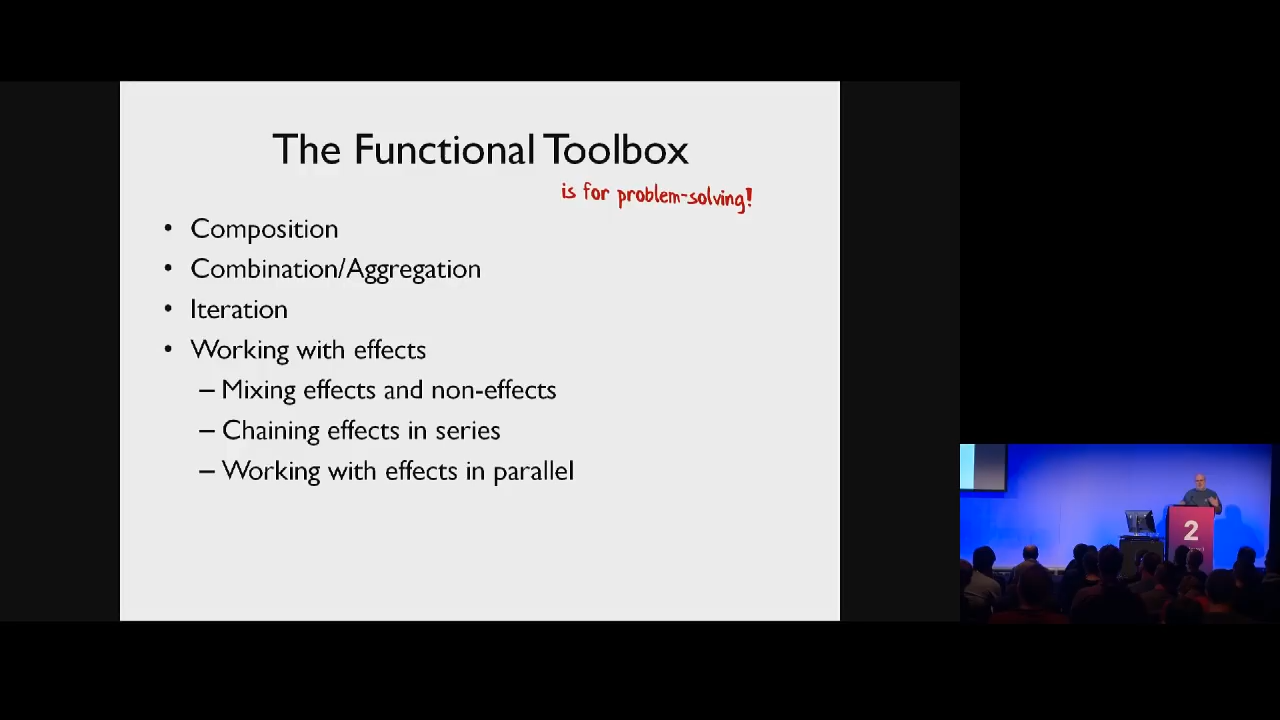 The Functional Toolbox
is for problem-solving!
• Composition
• Combination/Aggregation
• Iteration
• Working with effects
– Mixing effects and non-effects
– Chaining effects in series
– Working with effects in parallel
2